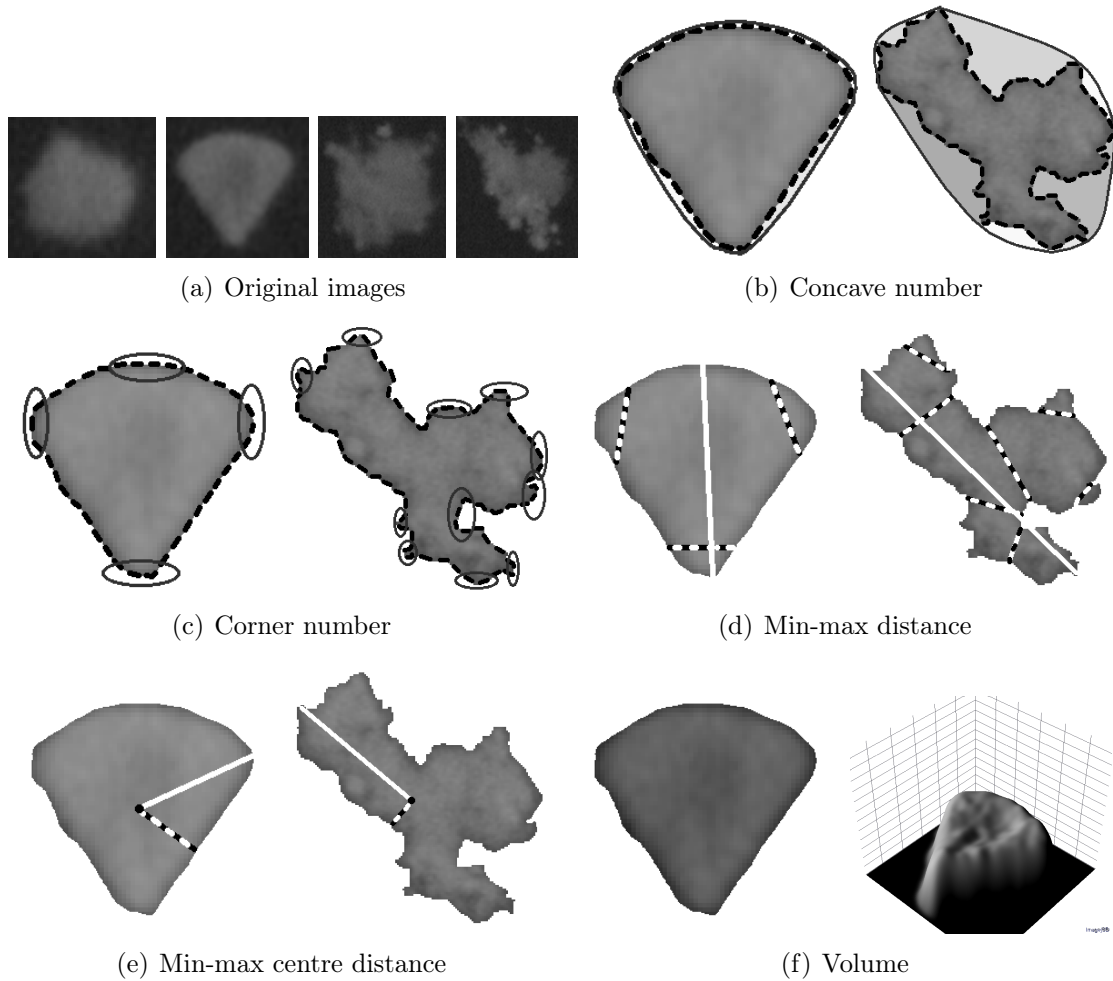 (a) Original images
(b) Concave number
(c) Corner number
(d) Min-max distance
(e) Min-max centre distance
(f) Volume